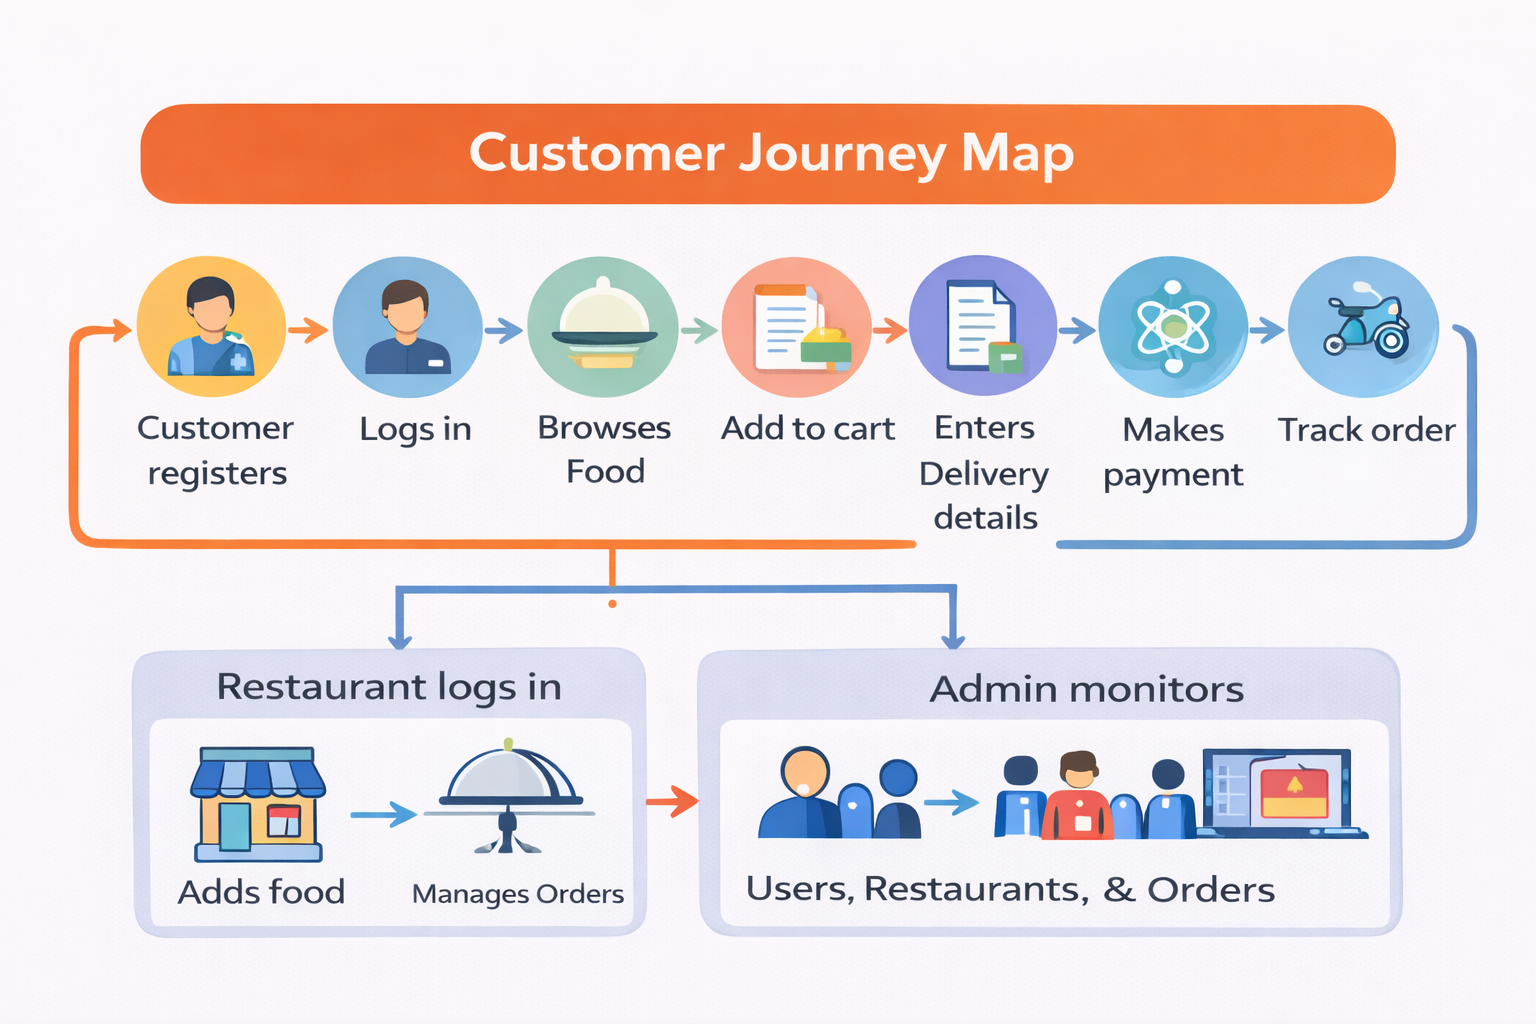 Customer Journey Map
Customer
registers
Logs in
Browses
Food
Add to cart
Enters
Delivery
details
Makes
payment
Track order
Restaurant logs in
Adds food
Manages Orders
Admin monitors
Users, Restaurants, & Orders